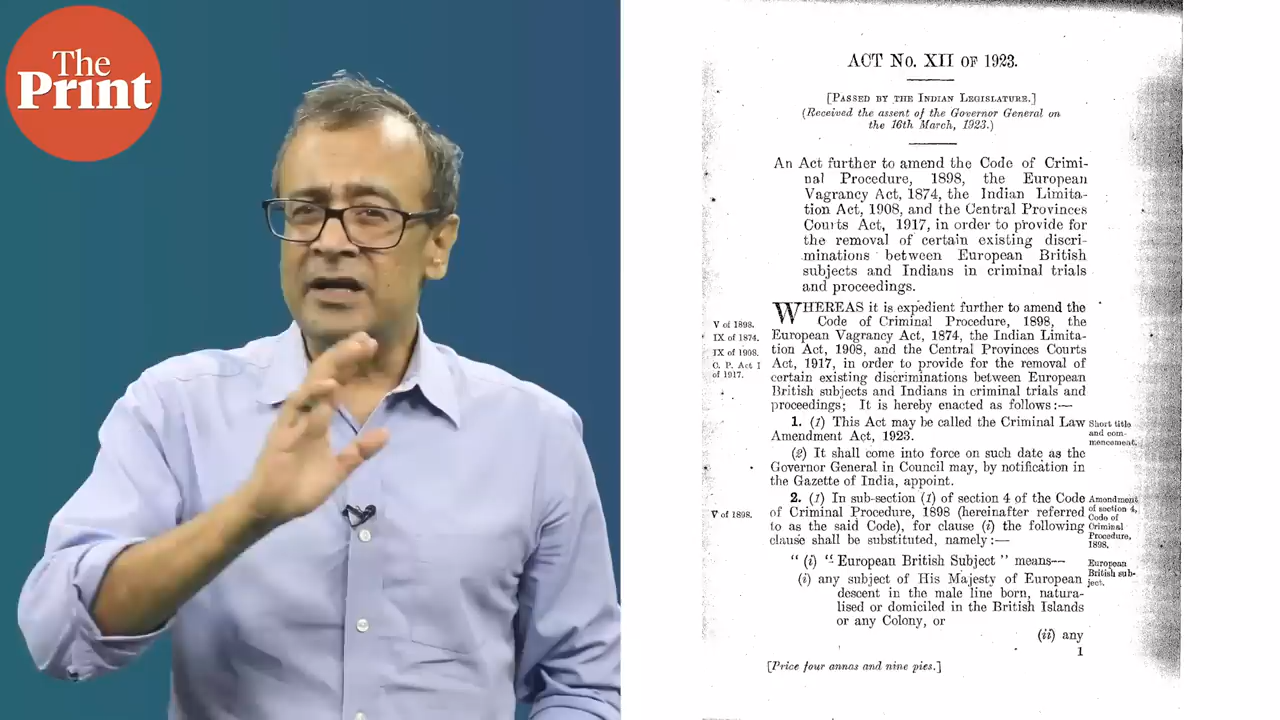 The
Print
ACT No. XII OF 1923.
[PASSED BY THE INDIAN LEGISLATURE.]
(Received the assent of the Governor General on
the 16th March, 1923.)
An Act further to amend the Code of Crimi-
nal Procedure, 1898, the European
Vagrancy Act, 1874, the Indian Limita-
tion Act, 1908, and the Central Provinces
Courts Act, 1917, in order to provide for
the removal of certain existing discri-
minations between European British
subjects and Indians in criminal trials
and proceedings.
WHEREAS it is expedient further to amend the
V of 1898. Code of Criminal Procedure, 1898, the
IX of 1874. European Vagrancy Act, 1874, the Indian Limita-
IX of 1908. tion Act, 1908, and the Central Provinces Courts
C. P. Act I Act, 1917, in order to provide for the removal of
of 1917. certain existing discriminations between European
British subjects and Indians in criminal trials and
proceedings; It is hereby enacted as follows:—
1. (1) This Act may be called the Criminal Law Short title
Amendment Act, 1923. and com-
mencement.
(2) It shall come into force on such date as the
Governor General in Council may, by notification in
the Gazette of India, appoint.
2. (1) In sub-section (1) of section 4 of the Code Amendment
V of 1898. of Criminal Procedure, 1898 (hereinafter referred of section 4,
to as the said Code), for clause (i) the following Code of
clause shall be substituted, namely:— Criminal
Procedure,
1898.
“ (i) “ European British Subject ” means— European
(i) any subject of His Majesty of European British sub-
descent in the male line born, natura- ject.
lised or domiciled in the British Islands
or any Colony, or
(ii) any
1
[Price four annas and nine pies.]